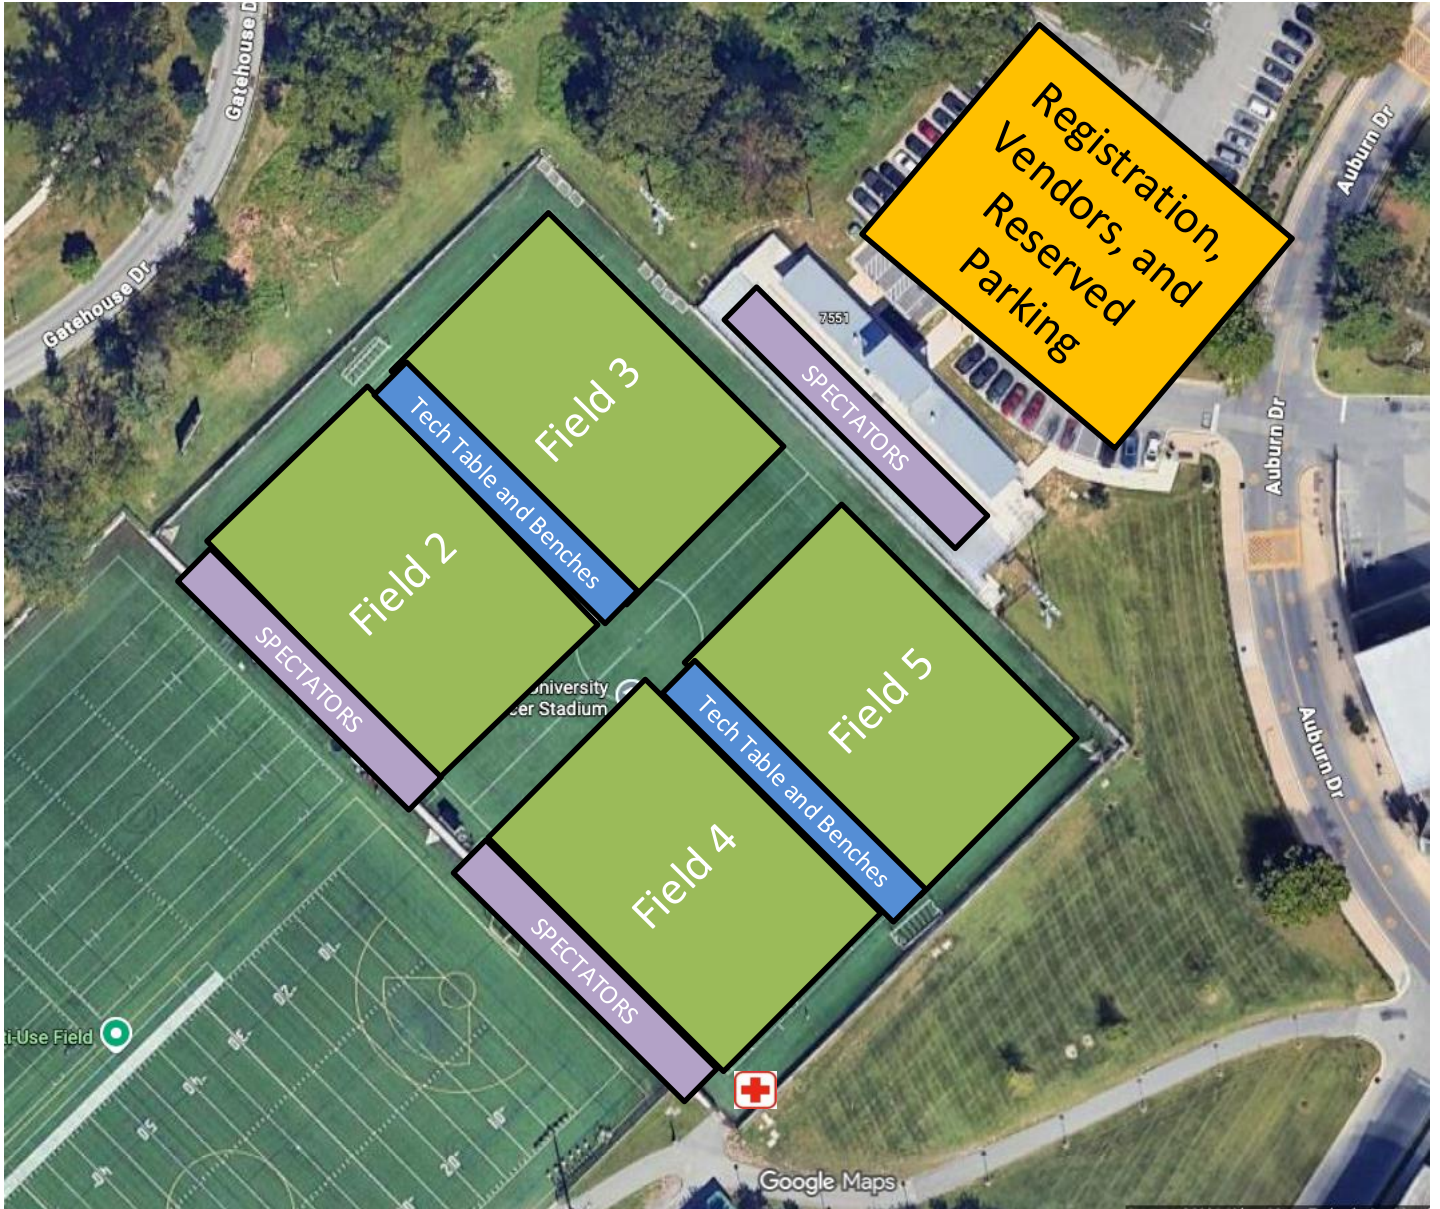 Gatehouse D
Gatehouse Dr
Registration,
Vendors, and
Reserved
Parking
Auburn Dr
7551
SPECTATORS
Field 3
Tech Table and Benches
Field 2
SPECTATORS
Auburn Dr
University
cer Stadium
Field 5
Tech Table and Benches
Field 4
SPECTATORS
Auburn Dr
ti-Use Field
Google Maps